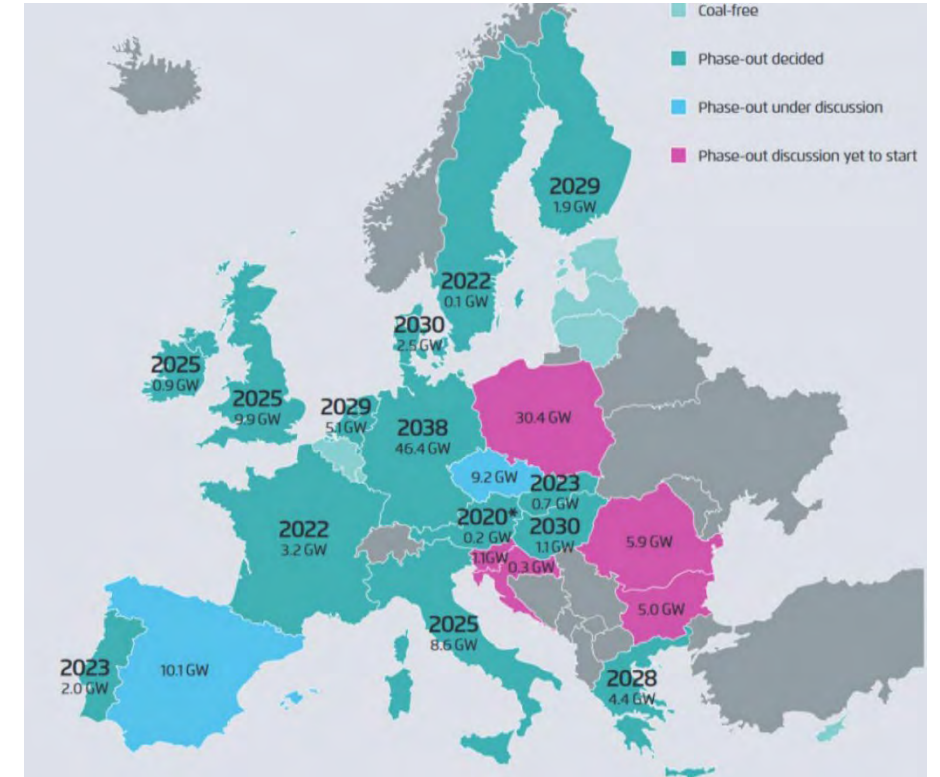 Coal-free
Phase-out decided
Phase-out under discussion
Phase-out discussion yet to start
2029
1.9 GW
2022
0.1 GW
2030
2.5 GW
2025
0.9 GW
2025
9.9 GW
2029
5.1 GW
2038
46.4 GW
30.4 GW
9.2 GW
2023
0.7 GW
2020*
0.2 GW
2030
1.1 GW
2022
3.2 GW
1.1GW
0.3 GW
5.9 GW
5.0 GW
2025
8.6 GW
2023
2.0 GW
10.1 GW
2028
4.4 GW